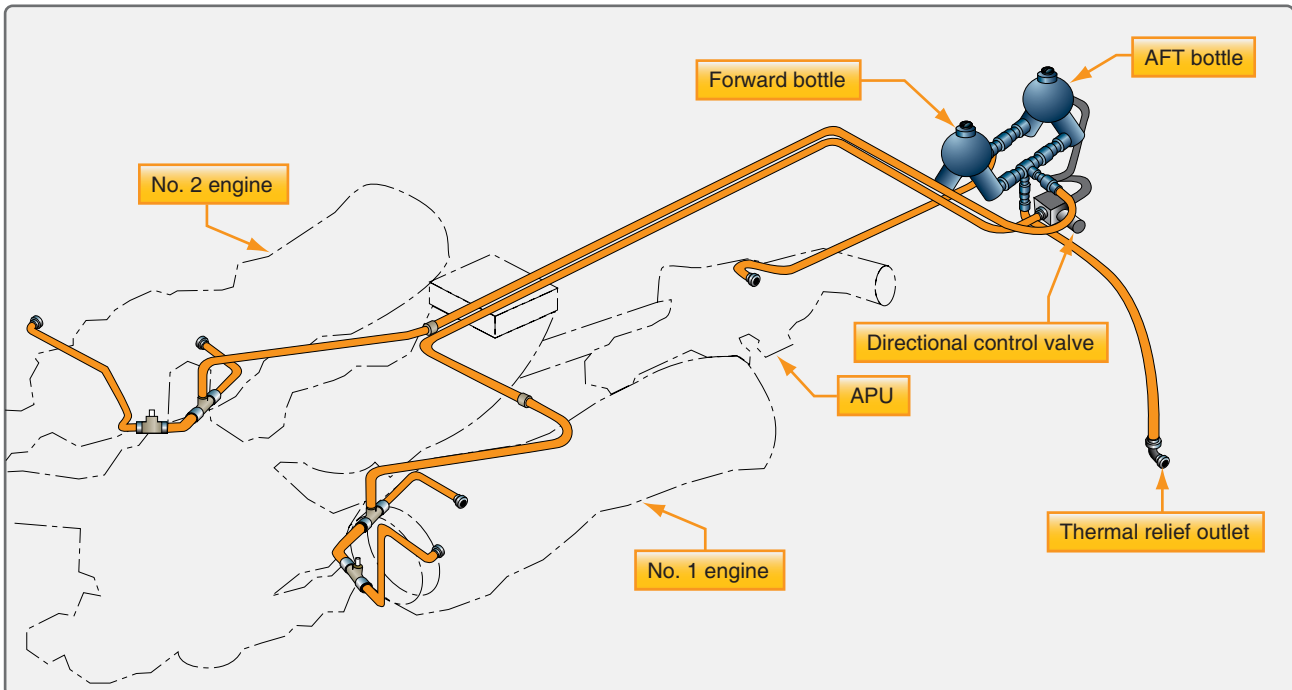 AFT bottle
Forward bottle
No. 2 engine
Directional control valve
APU
Thermal relief outlet
No. 1 engine